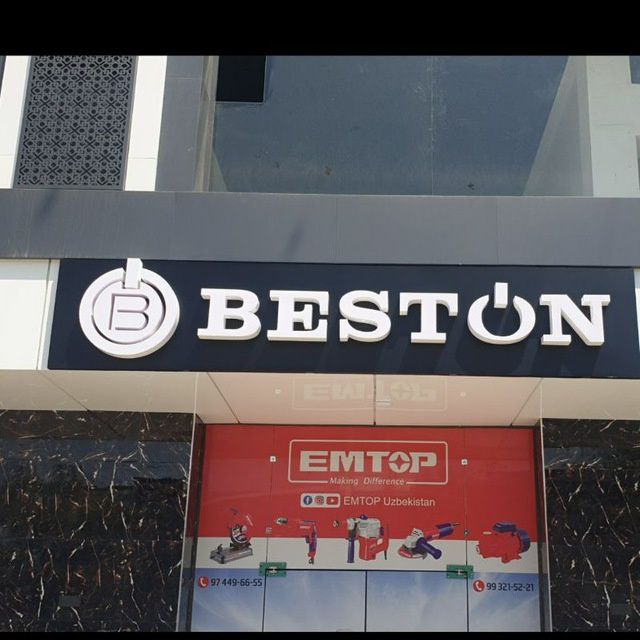 B BESTON
EMTOP
Making Difference
EMTOP Uzbekistan
97 449-66-55
99 321-52-21